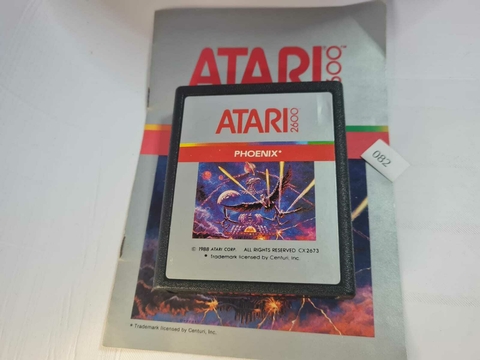 ATARI®
2600™
ATARI®
2600
PHOENIX*
© 1988 ATARI CORP. ALL RIGHTS RESERVED. CX2673
* Trademark licensed by Centuri, Inc.
082
* Trademark licensed by Centuri, Inc.